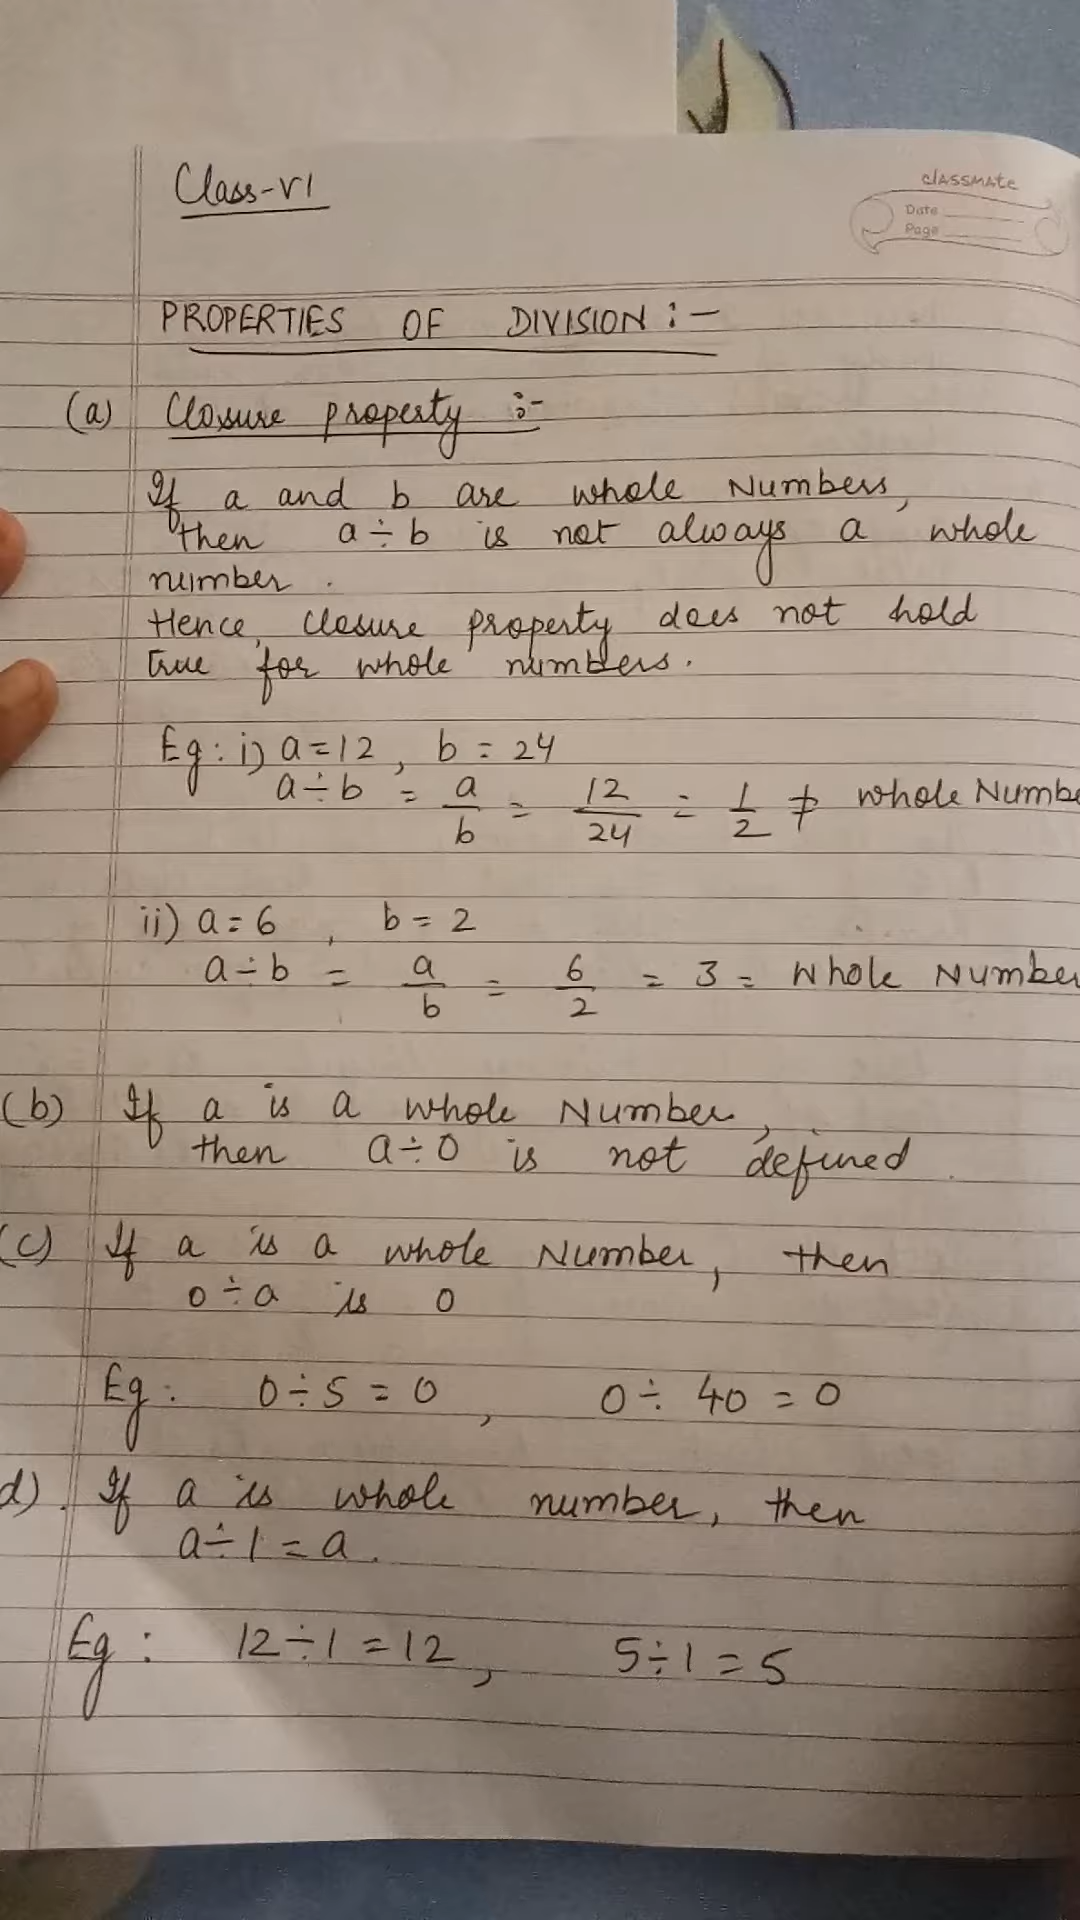 Class-VI
classmate
Date
Page
PROPERTIES OF DIVISION :-
(a) Closure property :-
If a and b are whole Numbers,
then a ÷ b is not always a whole
number.
Hence, closure property does not hold
true for whole numbers.
Eg: i) a = 12, b = 24
a ÷ b = a/b = 12/24 = 1/2 ≠ whole Numbe
ii) a = 6, b = 2
a ÷ b = a/b = 6/2 = 3 = Whole Number
(b) If a is a whole Number,
then a ÷ 0 is not defined.
(c) If a is a whole Number, then
0 ÷ a is 0
Eg: 0 ÷ 5 = 0, 0 ÷ 40 = 0
d). If a is whole number, then
a ÷ 1 = a.
Eg: 12 ÷ 1 = 12, 5 ÷ 1 = 5